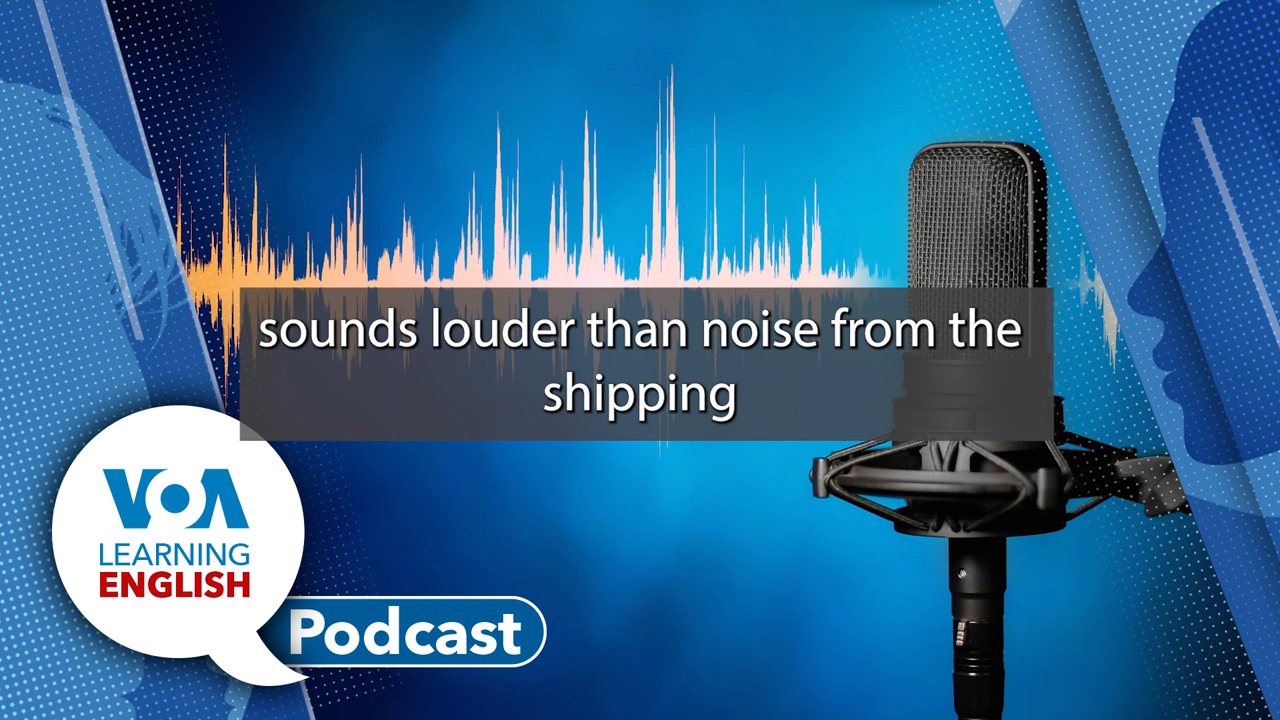 sounds louder than noise from the
shipping
VOA
LEARNING
ENGLISH
Podcast